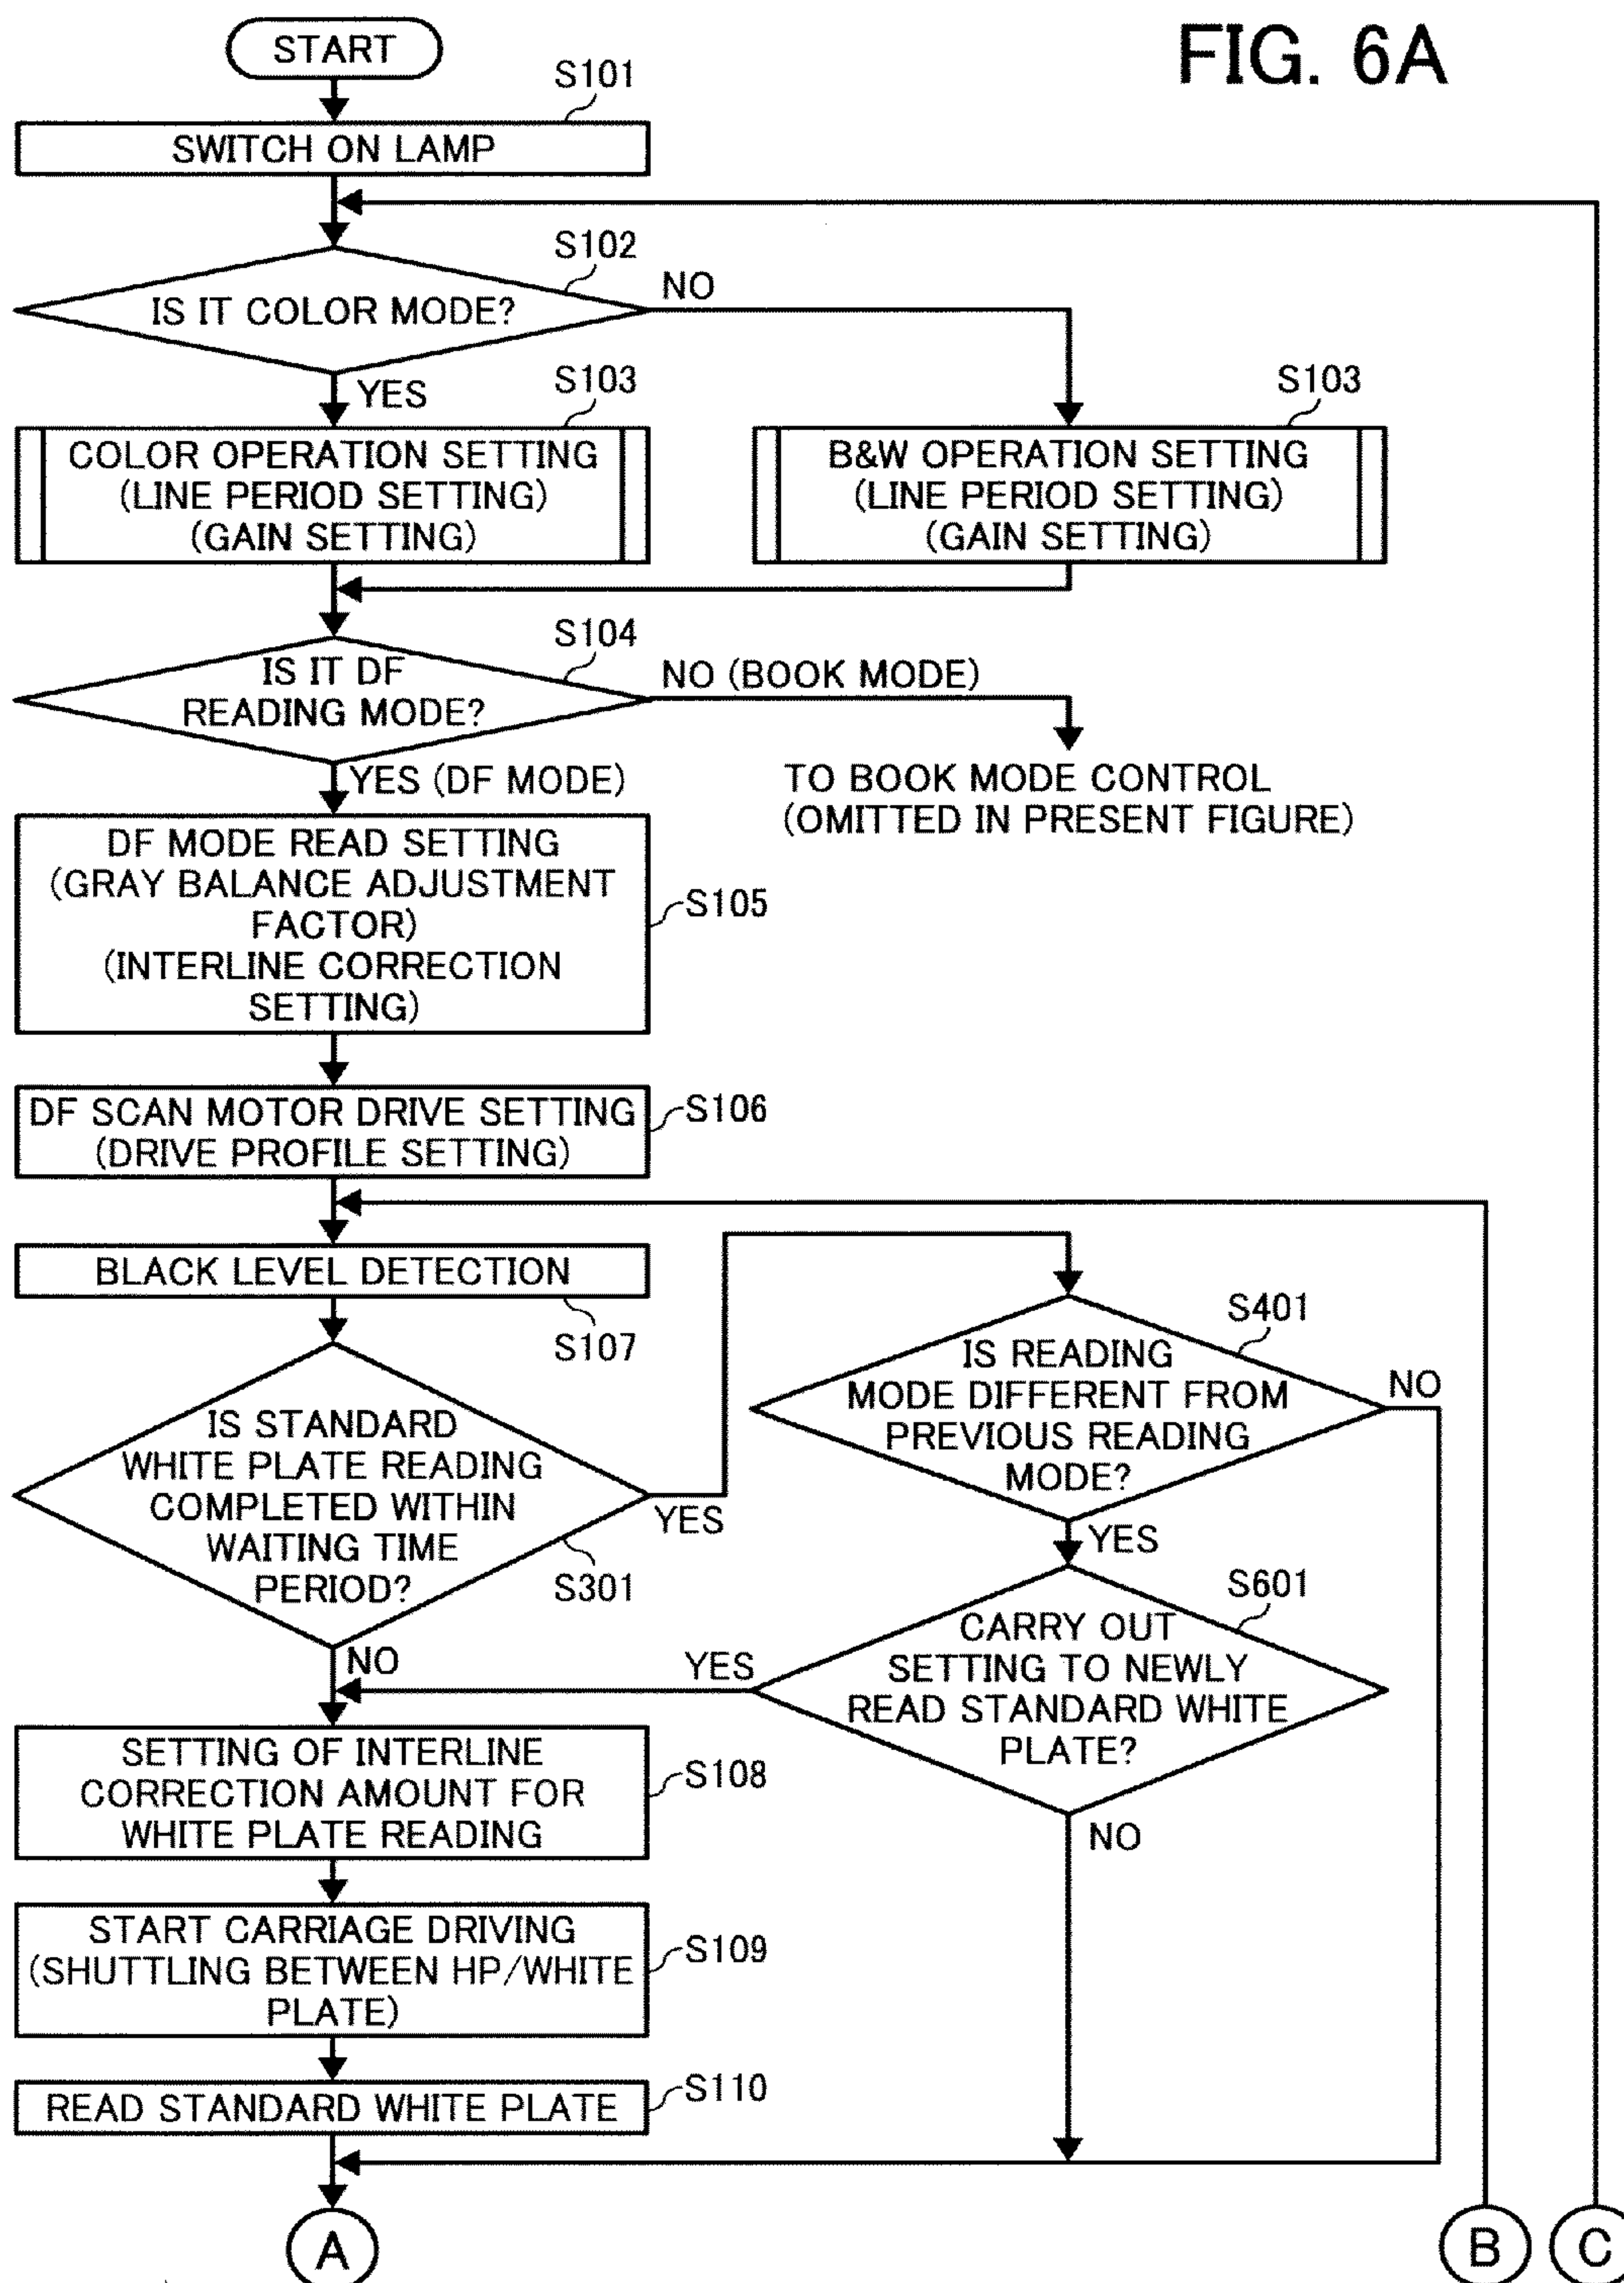 FIG. 6A
START
S101
SWITCH ON LAMP
S102
IS IT COLOR MODE?
NO
YES
S103
COLOR OPERATION SETTING
(LINE PERIOD SETTING)
(GAIN SETTING)
S103
B&W OPERATION SETTING
(LINE PERIOD SETTING)
(GAIN SETTING)
S104
IS IT DF
READING MODE?
NO (BOOK MODE)
TO BOOK MODE CONTROL
(OMITTED IN PRESENT FIGURE)
YES (DF MODE)
DF MODE READ SETTING
(GRAY BALANCE ADJUSTMENT
FACTOR)
(INTERLINE CORRECTION
SETTING)
S105
DF SCAN MOTOR DRIVE SETTING
(DRIVE PROFILE SETTING)
S106
BLACK LEVEL DETECTION
S107
IS STANDARD
WHITE PLATE READING
COMPLETED WITHIN
WAITING TIME
PERIOD?
S301
YES
NO
S401
IS READING
MODE DIFFERENT FROM
PREVIOUS READING
MODE?
NO
YES
S601
CARRY OUT
SETTING TO NEWLY
READ STANDARD WHITE
PLATE?
YES
NO
SETTING OF INTERLINE
CORRECTION AMOUNT FOR
WHITE PLATE READING
S108
START CARRIAGE DRIVING
(SHUTTLING BETWEEN HP/WHITE
PLATE)
S109
READ STANDARD WHITE PLATE
S110
A
B
C